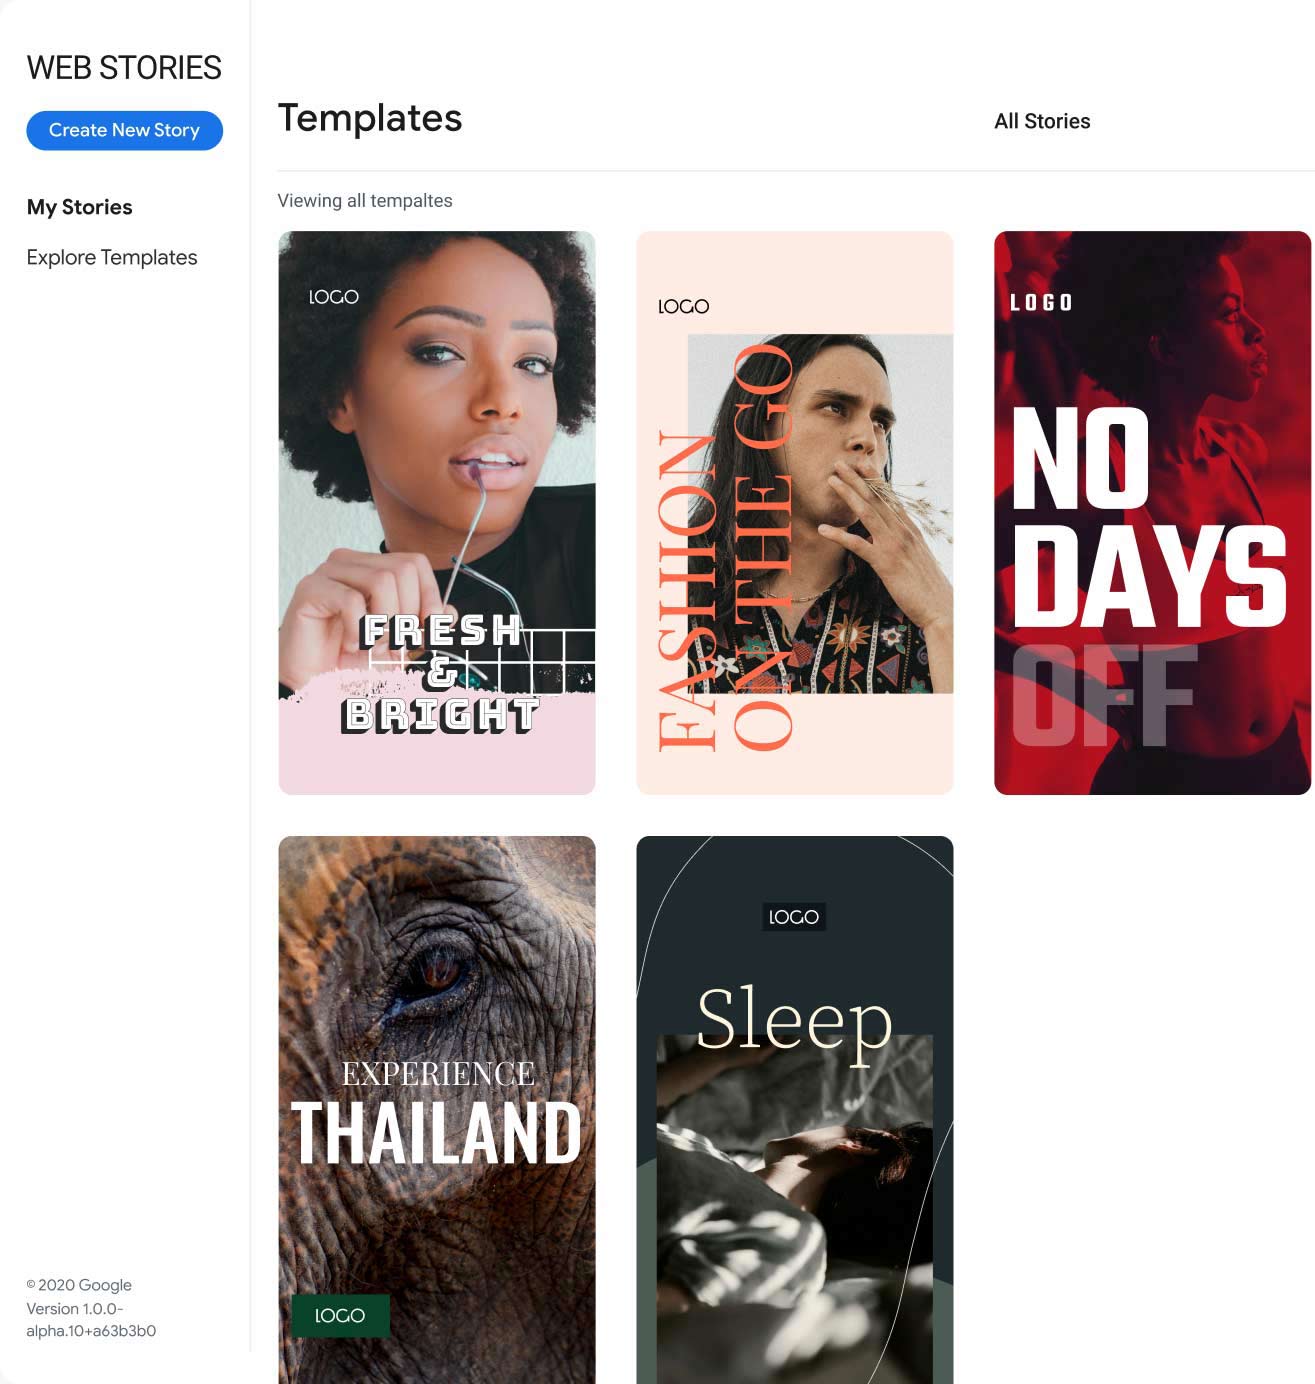 WEB STORIES
Create New Story
My Stories
Explore Templates
Templates
All Stories
Viewing all tempaltes
LOGO
FRESH
&
BRIGHT
LOGO
FASHION
ON THE GO
LOGO
NO
DAYS
OFF
EXPERIENCE
THAILAND
LOGO
LOGO
Sleep
© 2020 Google
Version 1.0.0-
alpha.10+a63b3b0